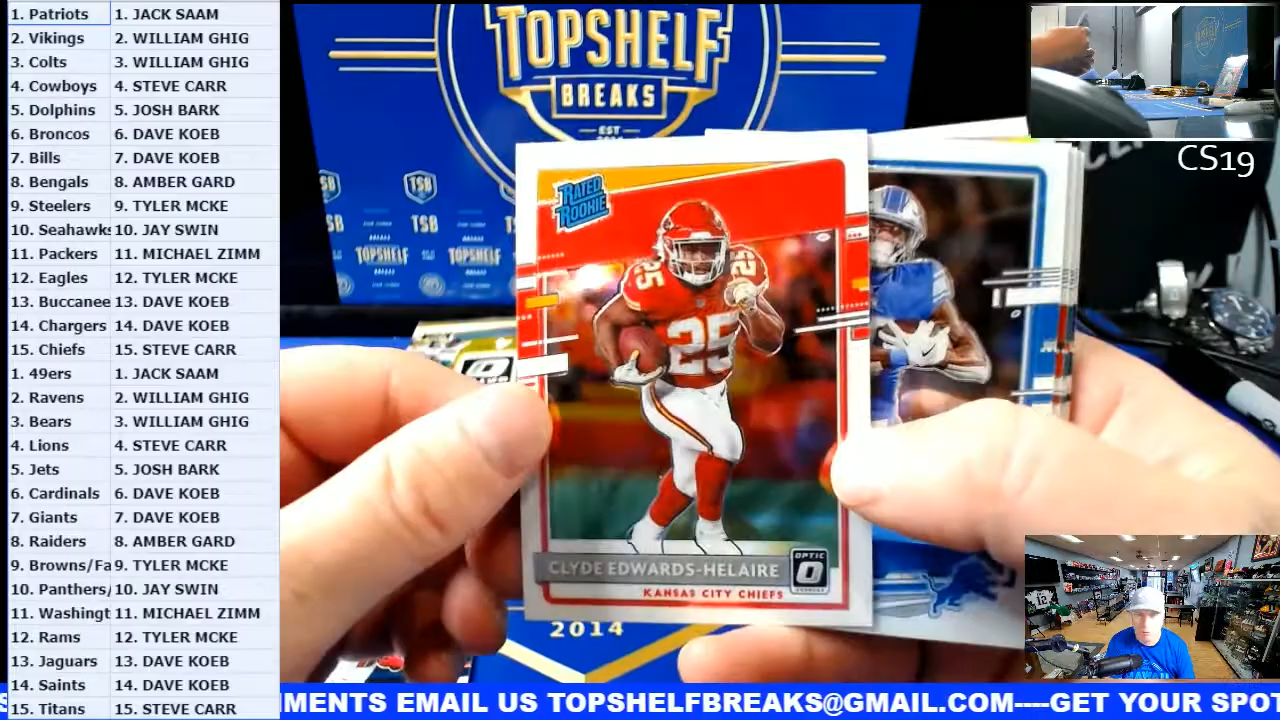 1. Patriots 1. JACK SAAM
2. Vikings 2. WILLIAM GHIG
3. Colts 3. WILLIAM GHIG
4. Cowboys 4. STEVE CARR
5. Dolphins 5. JOSH BARK
6. Broncos 6. DAVE KOEB
7. Bills 7. DAVE KOEB
8. Bengals 8. AMBER GARD
9. Steelers 9. TYLER MCKE
10. Seahawks 10. JAY SWIN
11. Packers 11. MICHAEL ZIMM
12. Eagles 12. TYLER MCKE
13. Buccanee 13. DAVE KOEB
14. Chargers 14. DAVE KOEB
15. Chiefs 15. STEVE CARR
1. 49ers 1. JACK SAAM
2. Ravens 2. WILLIAM GHIG
3. Bears 3. WILLIAM GHIG
4. Lions 4. STEVE CARR
5. Jets 5. JOSH BARK
6. Cardinals 6. DAVE KOEB
7. Giants 7. DAVE KOEB
8. Raiders 8. AMBER GARD
9. Browns/Fa 9. TYLER MCKE
10. Panthers/ 10. JAY SWIN
11. Washingt 11. MICHAEL ZIMM
12. Rams 12. TYLER MCKE
13. Jaguars 13. DAVE KOEB
14. Saints 14. DAVE KOEB
15. Titans 15. STEVE CARR
TOPSHELF
BREAKS
EST
TSB
TSB
TOPSHELF
TOPSHELF
CS19
RATED
ROOKIE
25
25
25
CLYDE EDWARDS-HELAIRE
KANSAS CITY CHIEFS
OPTIC
2014
MENTS EMAIL US TOPSHELFBREAKS@GMAIL.COM----GET YOUR SPOT